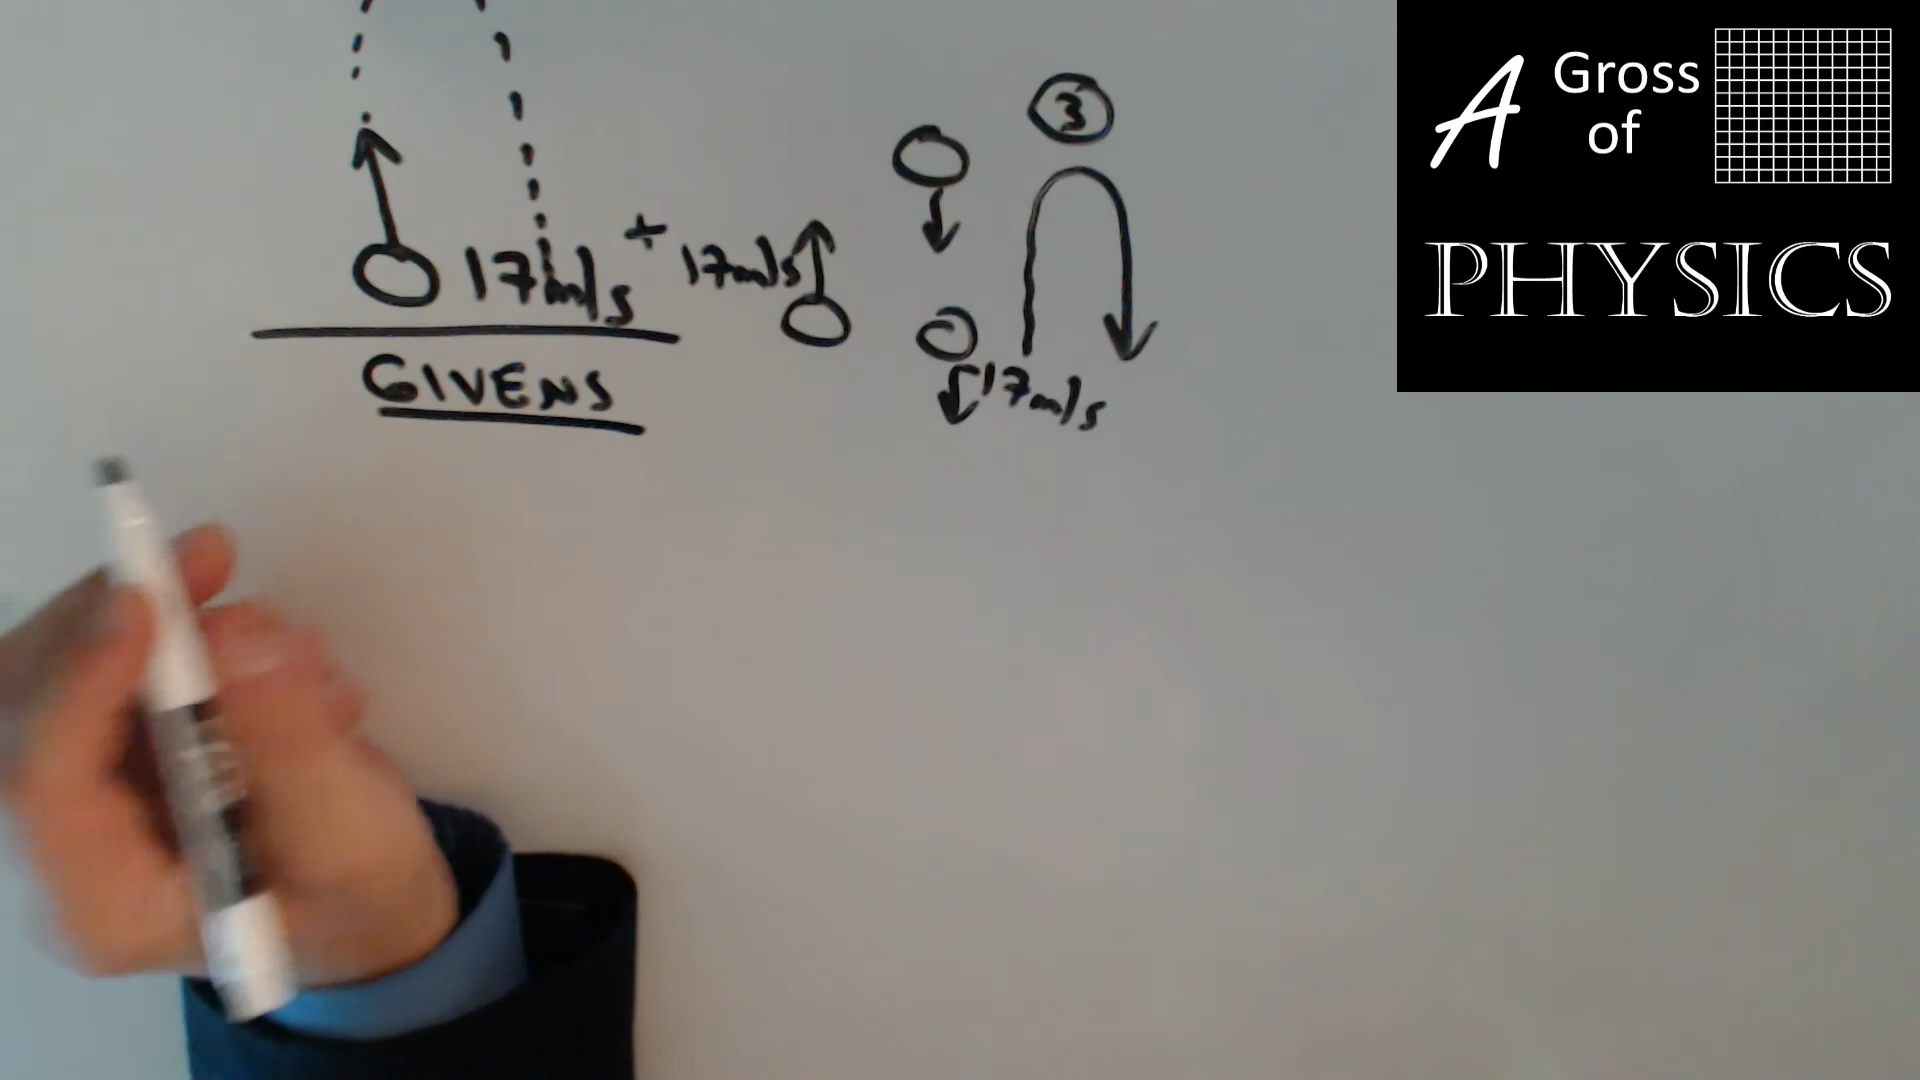 A Gross of
PHYSICS
3
17m/s + 17m/s
GIVENS
17m/s